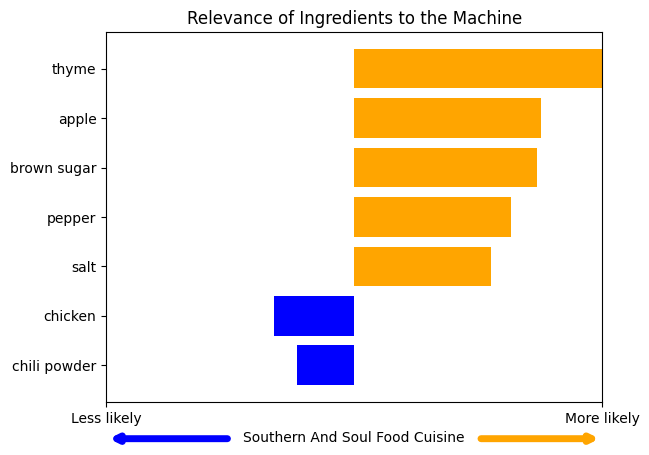 Relevance of Ingredients to the Machine
thyme
apple
brown sugar
pepper
salt
chicken
chili powder
Less likely
More likely
Southern And Soul Food Cuisine